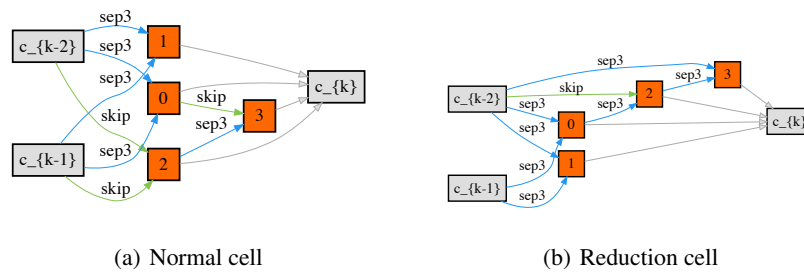 sep3
1
c_{k-2}
sep3
sep3
skip
c_{k}
0
skip
3
sep3
c_{k-1}
sep3
2
skip
(a) Normal cell
sep3
3
skip
sep3
2
c_{k-2}
sep3
sep3
0
c_{k}
sep3
1
sep3
c_{k-1}
sep3
(b) Reduction cell